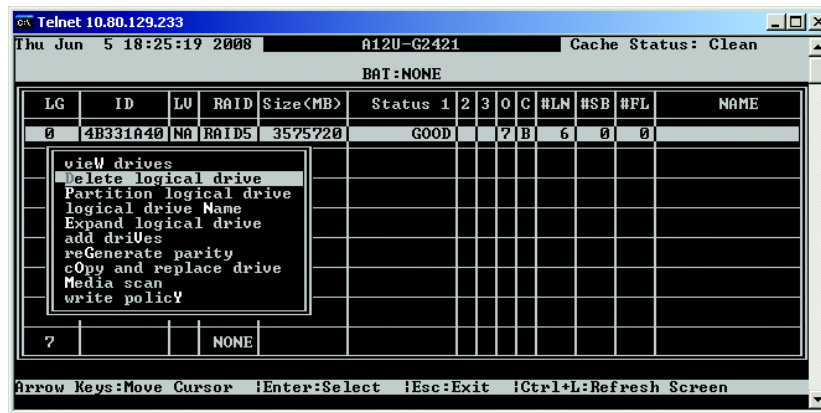 Telnet 10.80.129.233
Thu Jun 5 18:25:19 2008 A12U-G2421 Cache Status: Clean
BAT:NONE
LG ID LV RAID Size(MB) Status 1 2 3 O C #LN #SB #FL NAME
0 4B331A40 NA RAID5 3575720 GOOD 7 B 6 0 0
vieW drives
Delete logical drive
Partition logical drive
logical drive Name
Expand logical drive
add driVes
reGenerate parity
cOpy and replace drive
Media scan
write policY
7 NONE
Arrow Keys:Move Cursor |Enter:Select |Esc:Exit |Ctrl+L:Refresh Screen